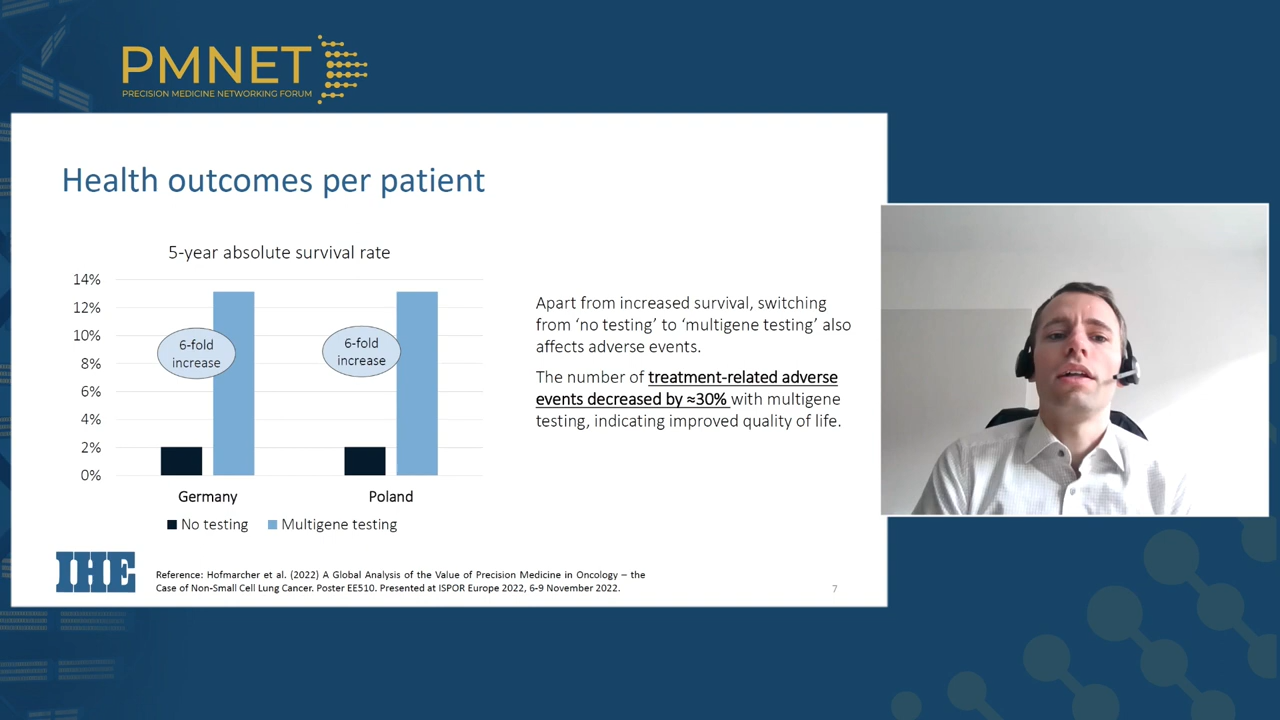 PMNET
PRECISION MEDICINE NETWORKING FORUM
Health outcomes per patient
5-year absolute survival rate
14%
12%
10%
8%
6%
4%
2%
0%
6-fold
increase
6-fold
increase
Germany
Poland
No testing
Multigene testing
Apart from increased survival, switching
from ‘no testing’ to ‘multigene testing’ also
affects adverse events.
The number of treatment-related adverse
events decreased by ≈30% with multigene
testing, indicating improved quality of life.
IHE
Reference: Hofmarcher et al. (2022) A Global Analysis of the Value of Precision Medicine in Oncology – the
Case of Non-Small Cell Lung Cancer. Poster EE510. Presented at ISPOR Europe 2022, 6-9 November 2022.
7